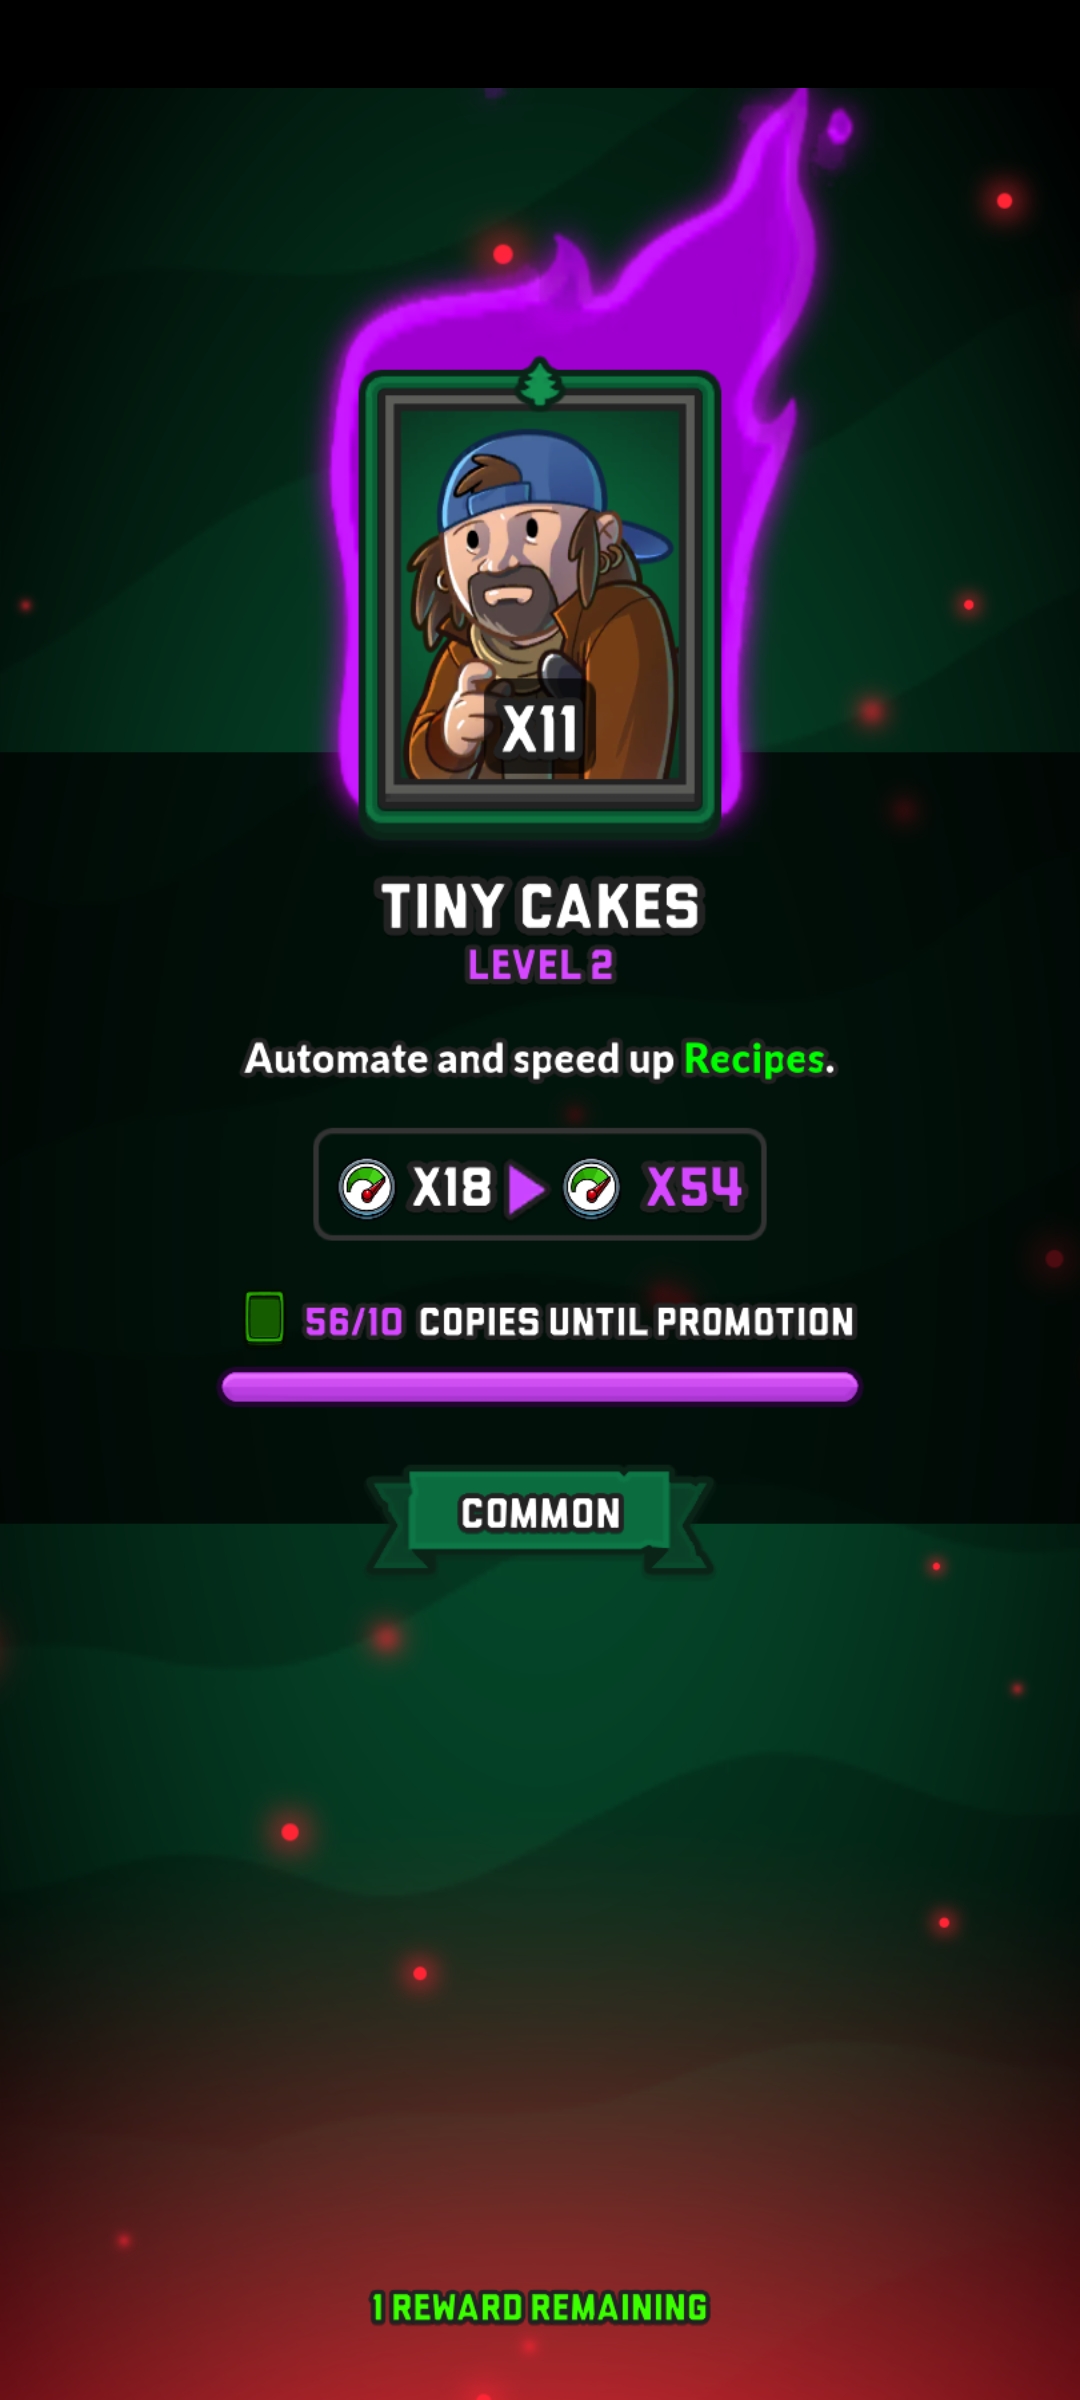 X11
TINY CAKES
LEVEL 2
Automate and speed up Recipes.
X18 X54
56/10 COPIES UNTIL PROMOTION
COMMON
1 REWARD REMAINING